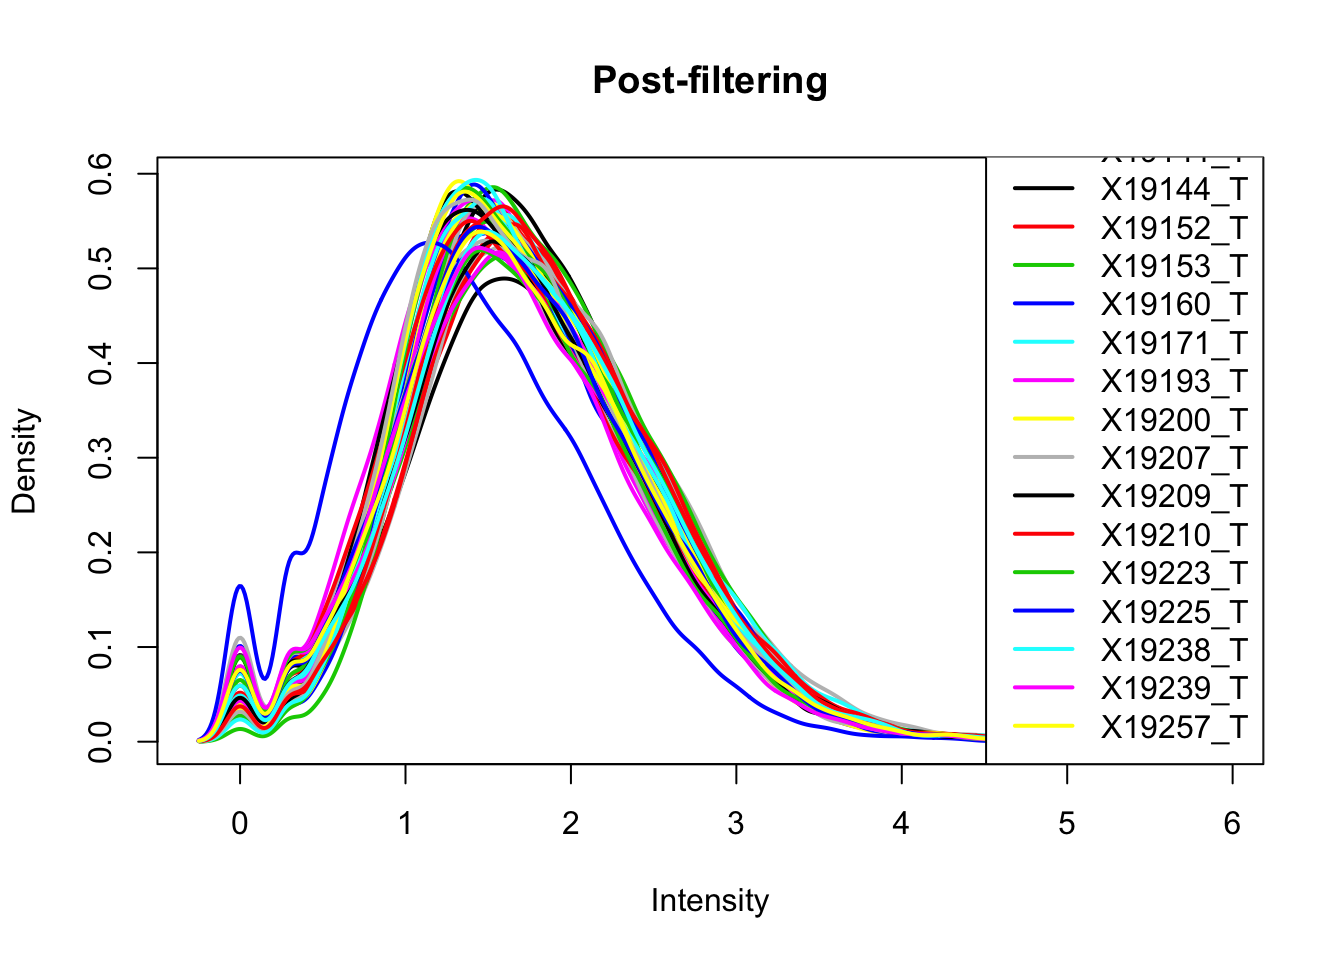 Post-filtering
Density
0.0 0.1 0.2 0.3 0.4 0.5 0.6
X19144_T
X19152_T
X19153_T
X19160_T
X19171_T
X19193_T
X19200_T
X19207_T
X19209_T
X19210_T
X19223_T
X19225_T
X19238_T
X19239_T
X19257_T
0 1 2 3 4 5 6
Intensity